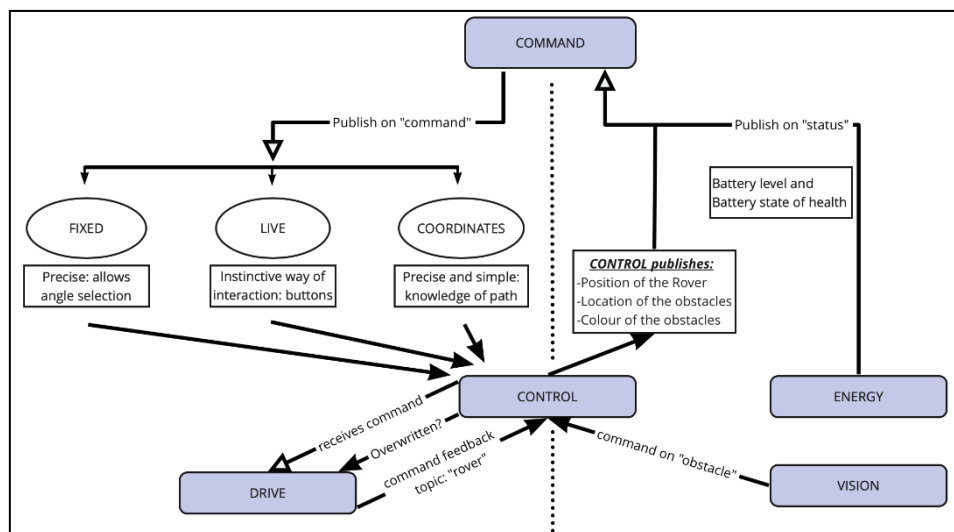 COMMAND
Publish on "command"
Publish on "status"
Battery level and
Battery state of health
FIXED
LIVE
COORDINATES
Precise: allows
angle selection
Instinctive way of
interaction: buttons
Precise and simple:
knowledge of path
CONTROL publishes:
-Position of the Rover
-Location of the obstacles
-Colour of the obstacles
CONTROL
ENERGY
receives command
Overwritten?
command feedback
topic: "rover"
command on "obstacle"
DRIVE
VISION